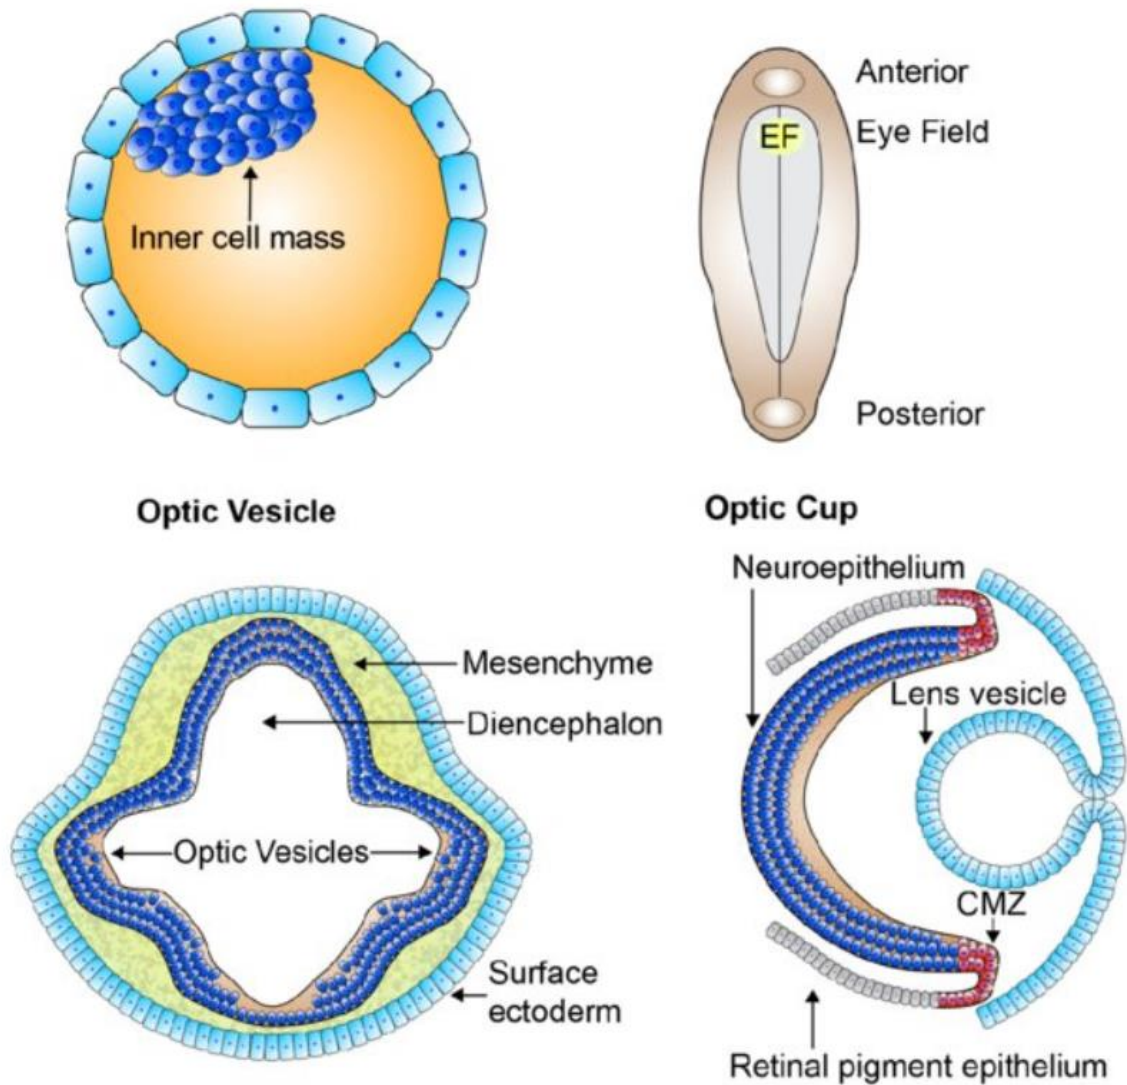 Inner cell mass
Anterior
EF
Eye Field
Posterior
Optic Vesicle
Mesenchyme
Diencephalon
Optic Vesicles
Surface
ectoderm
Optic Cup
Neuroepithelium
Lens vesicle
CMZ
Retinal pigment epithelium